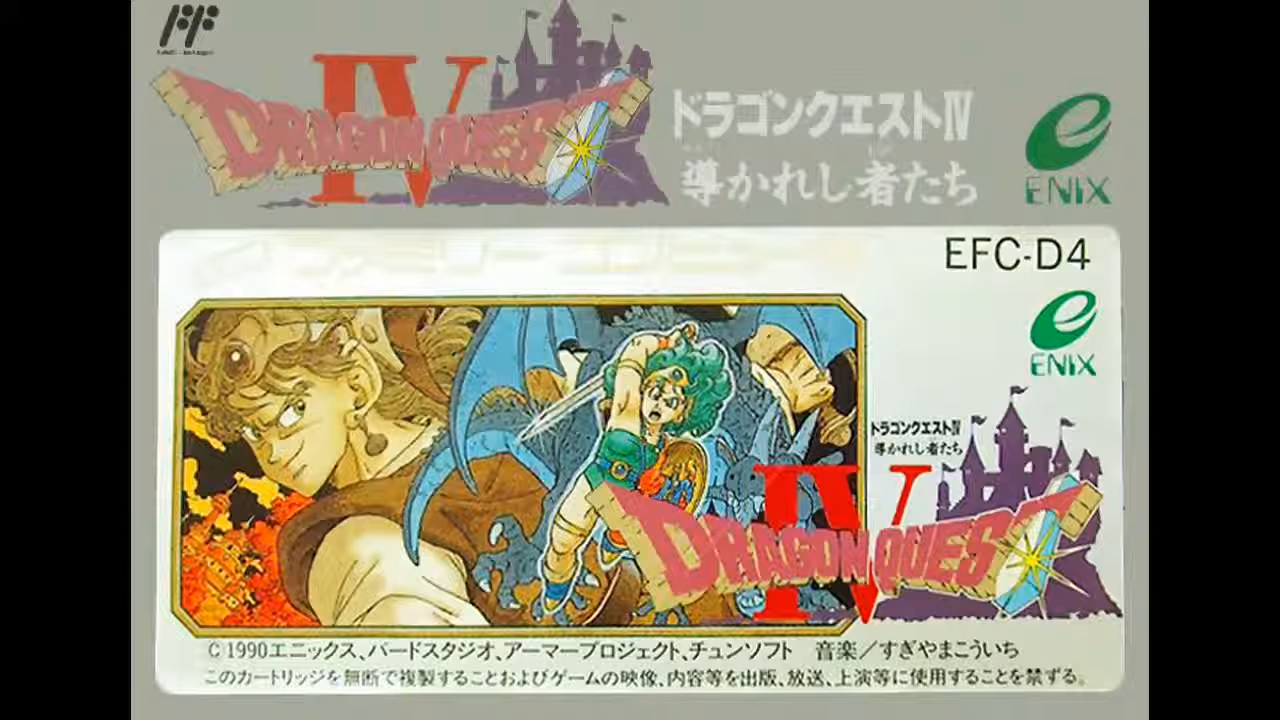 IV
DRAGON QUEST
ドラゴンクエストIV
導かれし者たち
ENIX
EFC-D4
ENIX
ドラゴンクエストIV
導かれし者たち
IV
DRAGON QUEST
C 1990エニックス、バードスタジオ、アーマープロジェクト、チュンソフト 音楽/すぎやまこういち
このカートリッジを無断で複製することおよびゲームの映像、内容等を出版、放送、上演等に使用することを禁ずる。